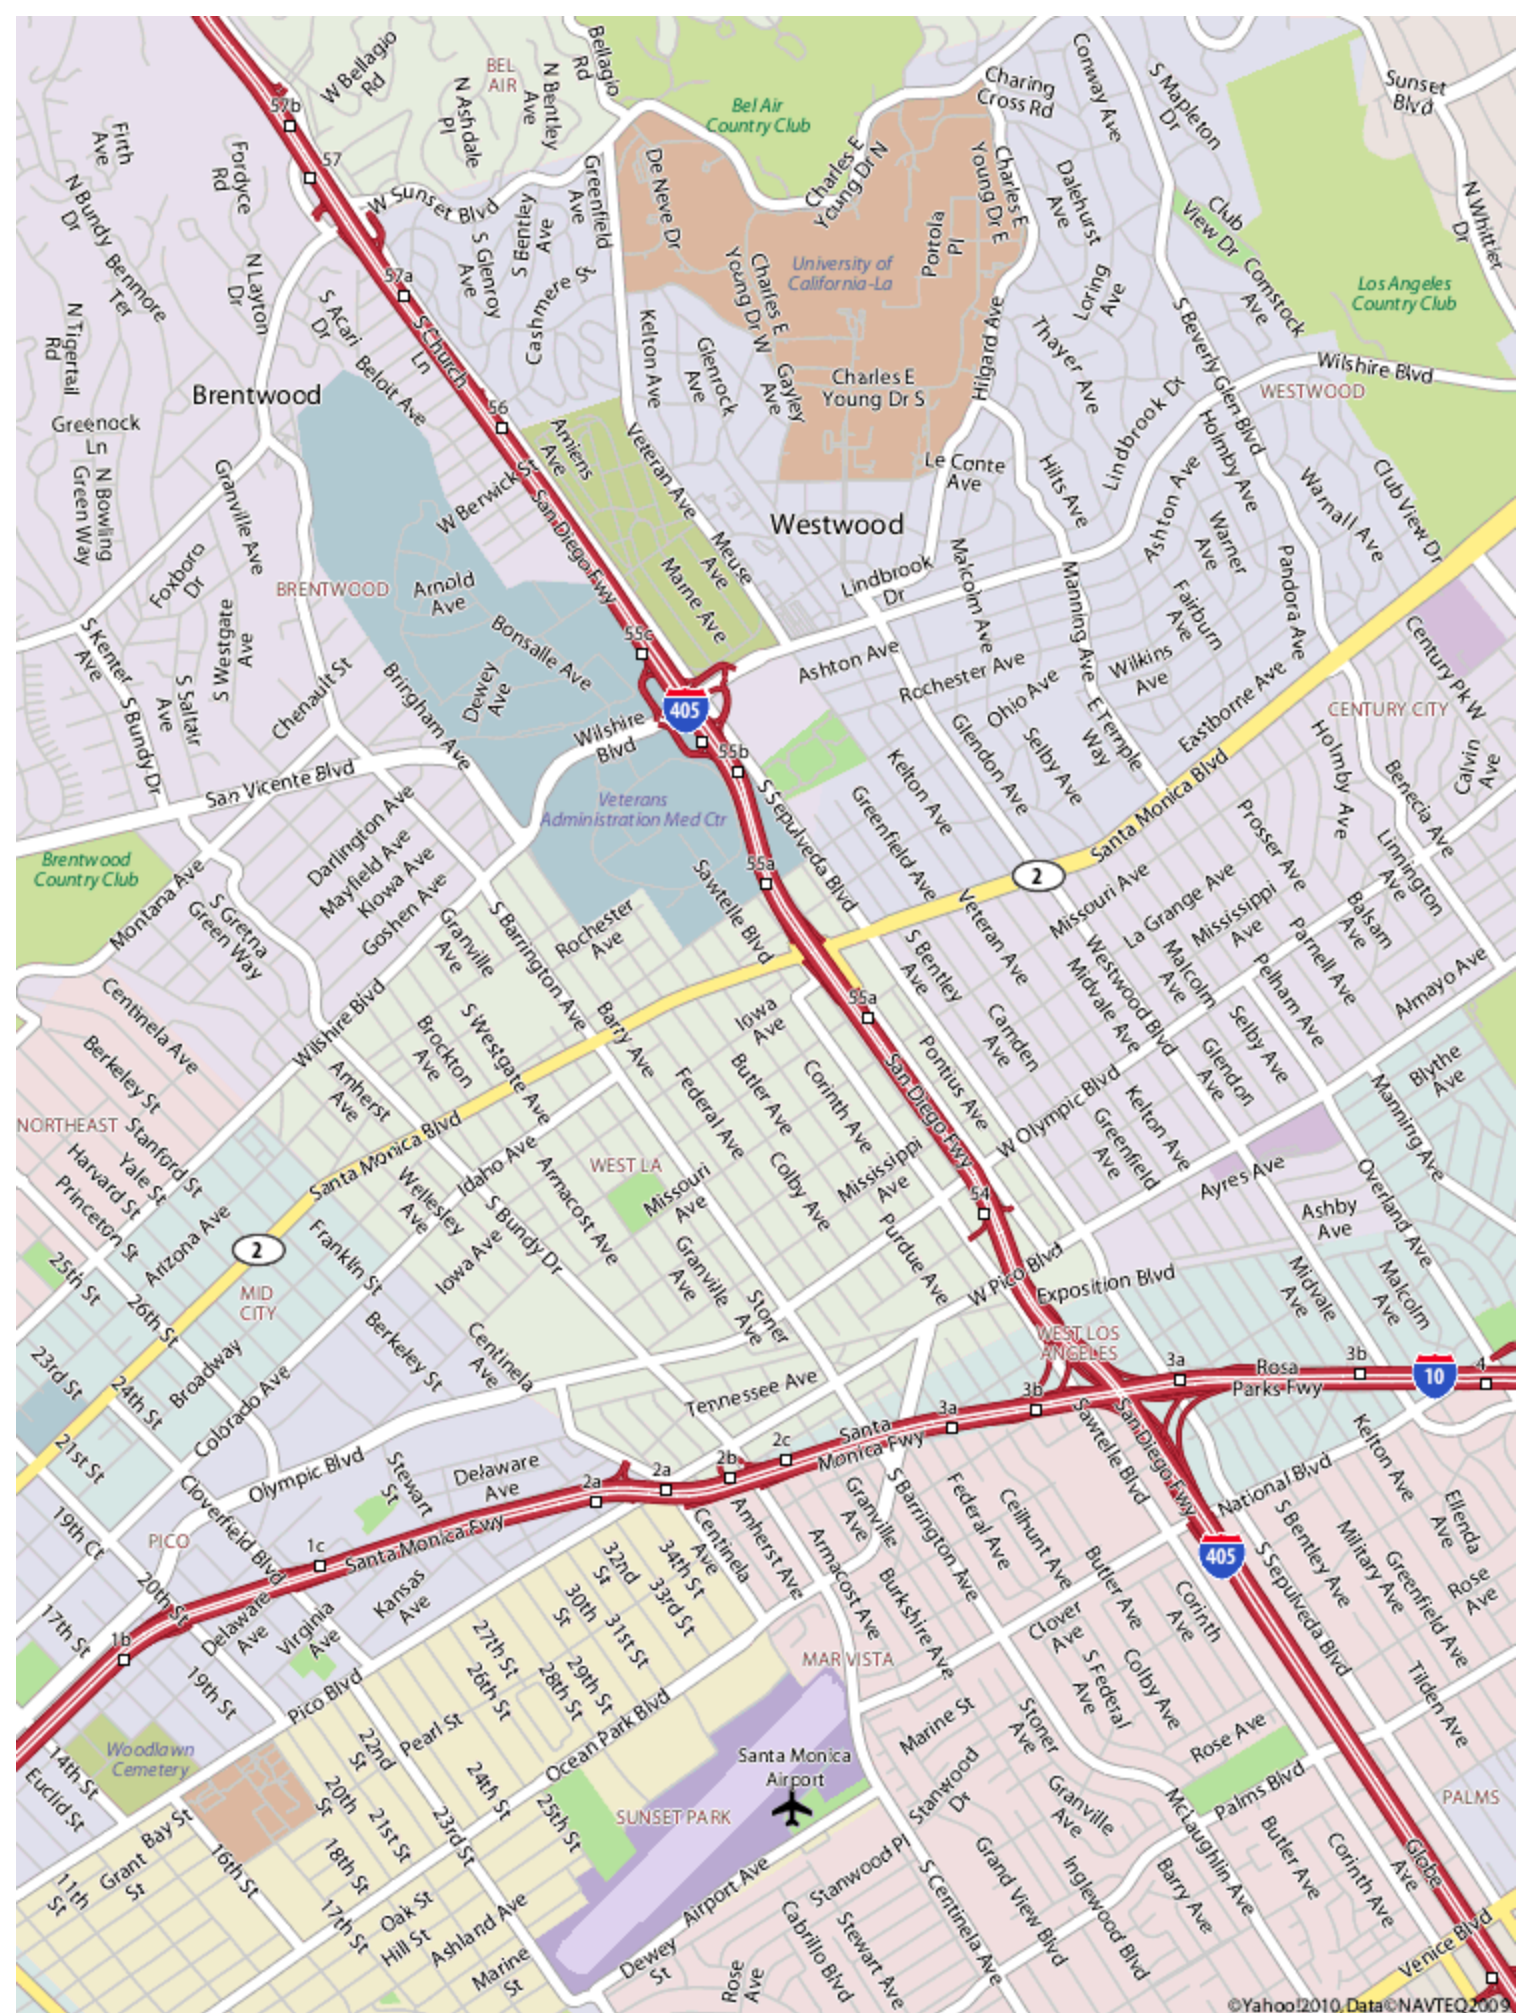 57b
W Bellagio
Rd
BEL
AIR
N Ashdale
Pl
N Bentley
Ave
Bellagio
Rd
Bel Air
Country Club
Charing
Cross Rd
Conway Ave
S Mapleton
Dr
Sunset
Blvd
Firth
Ave
Fordyce
Rd
57
W Sunset Blvd
Greenfield
Ave
De Neve Dr
Charles E
Young Dr N
Charles E
Young Dr E
Dalehurst
Ave
Club
View Dr
N Whittier
Dr
N Bundy
Dr
Benmore
Ter
N Layton
Dr
S Bentley
Ave
S Glenroy
Ave
Portola
Pl
University of
California-La
Charles E
Young Dr W
Loring
Ave
Comstock
Ave
Los Angeles
Country Club
57a
S Acari
Dr
S Church
Ln
Cashmere St
N Tigertail
Rd
Kelton Ave
Glenrock
Ave
Gayley
Ave
Hilgard Ave
Thayer Ave
S Beverly Glen Blvd
Wilshire Blvd
WESTWOOD
Brentwood
Beloit Ave
Charles E
Young Dr S
Lindbrook Dr
Holmby Ave
Greenock
Ln
56
Amiens
Ave
Veteran Ave
Le Conte
Ave
Hilts Ave
Ashton Ave
Warnall Ave
Club View Dr
N Bowling
Green Way
Granville Ave
W Berwick St
San Diego Fwy
Westwood
Meuse
Ave
Malcolm Ave
Warner
Ave
Pandora Ave
Foxboro
Dr
BRENTWOOD
Arnold
Ave
Marne Ave
Lindbrook
Dr
Manning Ave
Fairburn
Ave
Century Pk W
S Kenter
Ave
S Westgate
Ave
Bonsalle Ave
55c
Ashton Ave
Rochester Ave
Wilkins
Ave
S Saltair
Ave
Chenault St
Bringham Ave
Dewey
Ave
405
Ohio Ave
Eastborne Ave
CENTURY CITY
S Bundy Dr
Wilshire
Blvd
55b
Glendon Ave
Selby Ave
E Temple
Way
Holmby Ave
Calvin
Ave
San Vicente Blvd
Veterans
Administration Med Ctr
S Sepulveda Blvd
Kelton Ave
Greenfield Ave
Santa Monica Blvd
Benecia Ave
Prosser Ave
Linnington
Ave
Brentwood
Country Club
Darlington Ave
Mayfield Ave
Kiowa Ave
Goshen Ave
55a
2
Missouri Ave
La Grange Ave
Mississippi
Ave
Balsam
Ave
Montana Ave
S Gretna
Green Way
Granville
Ave
S Barrington Ave
Rochester
Ave
Sawtelle Blvd
Veteran Ave
S Bentley
Ave
Westwood Blvd
Midvale Ave
Malcolm
Ave
Parnell Ave
Pelham Ave
Almayo Ave
Centinela Ave
Wilshire Blvd
Brockton
Ave
S Westgate Ave
Barry Ave
Iowa
Ave
55a
Camden
Ave
Selby Ave
Glendon
Ave
Blythe
Ave
Berkeley St
Amherst
Ave
Federal Ave
Butler Ave
Corinth Ave
San Diego Fwy
Pontius Ave
W Olympic Blvd
Kelton Ave
Greenfield
Ave
Manning Ave
NORTHEAST
Stanford St
Yale St
Harvard St
Princeton St
Santa Monica Blvd
Idaho Ave
WEST LA
Missouri
Ave
Colby Ave
Mississippi
Ave
54
Ayres Ave
Ashby
Ave
Overland Ave
Arizona Ave
Wellesley
Ave
Armacost Ave
S Bundy Dr
Purdue Ave
2
Franklin St
Iowa Ave
Granville
Ave
W Pico Blvd
Exposition Blvd
Midvale
Ave
Malcolm
Ave
25th St
26th St
MID
CITY
Stoner
Ave
WEST LOS
ANGELES
23rd St
24th St
Broadway
Berkeley St
Centinela
Ave
Tennessee Ave
3a
Rosa
Parks Fwy
3b
10
4
Colorado Ave
3b
3a
21st St
Olympic Blvd
Stewart
St
Delaware
Ave
2a
2a
2b
2c
Santa
Monica Fwy
Sawtelle Blvd
San Diego Fwy
National Blvd
Kelton Ave
Cloverfield Blvd
Granville
Ave
S Barrington Ave
Federal Ave
Ceilhunt Ave
Butler Ave
S Bentley Ave
Military Ave
Greenfield Ave
Ellenda
Ave
19th Ct
PICO
1c
Santa Monica Fwy
Centinela
Ave
Amherst Ave
Armacost Ave
Burkshire Ave
405
Rose
Ave
20th St
17th St
1b
Delaware
Ave
Virginia
Ave
Kansas
Ave
32nd
St
34th St
33rd St
30th
St
31st St
Clover
Ave
Corinth
Ave
S Sepulveda Blvd
19th St
Pico Blvd
27th St
26th St
28th St
29th St
MAR VISTA
S Federal
Ave
Colby Ave
Tilden Ave
Woodlawn
Cemetery
14th St
Euclid St
22nd
St
Pearl St
Ocean Park Blvd
Marine St
Stoner
Ave
Rose Ave
Santa Monica
Airport
20th
St
21st St
24th St
23rd St
25th St
SUNSET PARK
Stanwood
Dr
Granville
Ave
McLaughlin Ave
Palms Blvd
PALMS
Bay St
Grant
St
11th
St
16th St
18th St
17th St
Oak St
Hill St
Ashland Ave
Marine
St
Airport Ave
Stanwood Pl
S Centinela Ave
Grand View Blvd
Inglewood Blvd
Barry Ave
Butler Ave
Corinth Ave
Globe
Ave
Dewey
St
Rose
Ave
Cabrillo Blvd
Stewart Ave
Venice Blvd
©Yahoo!2010 Data©NAVTEQ2009